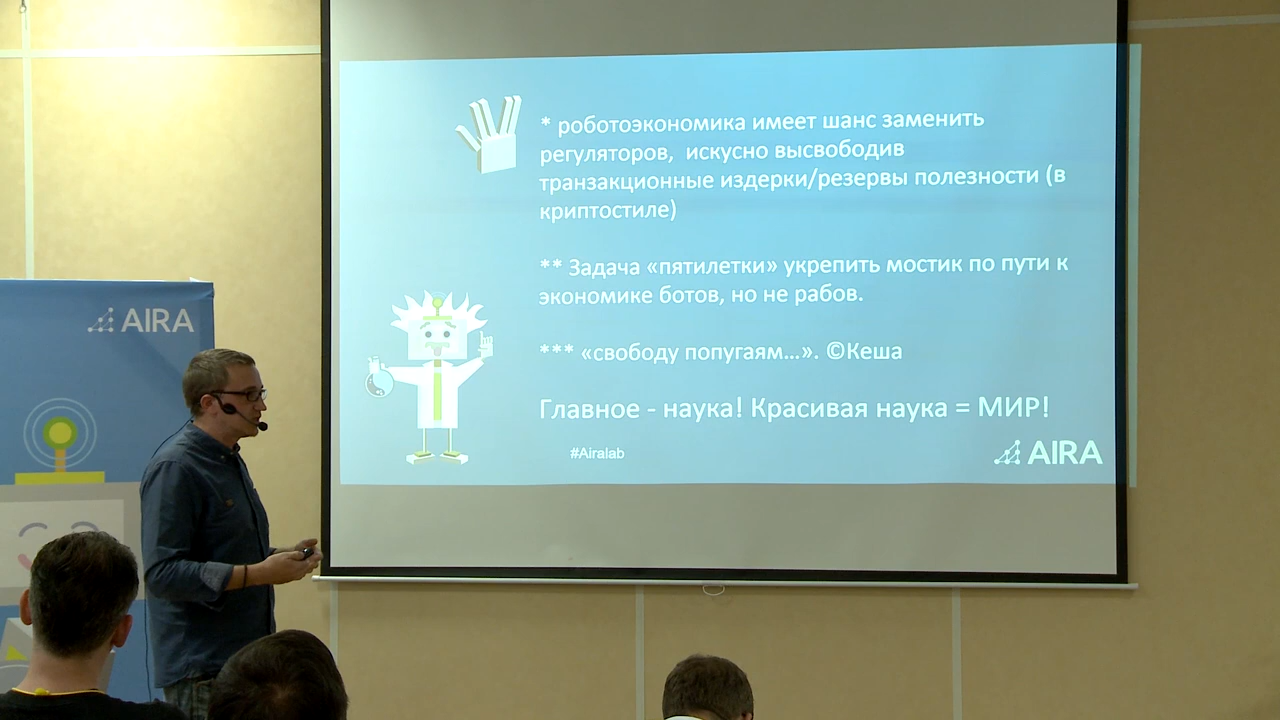 * роботоэкономика имеет шанс заменить
регуляторов, искусно высвободив
транзакционные издерки/резервы полезности (в
криптостиле)
** Задача «пятилетки» укрепить мостик по пути к
экономике ботов, но не рабов.
*** «свободу попугаям...». ©Кеша
Главное - наука! Красивая наука = МИР!
#Airalab
AIRA
AIRA